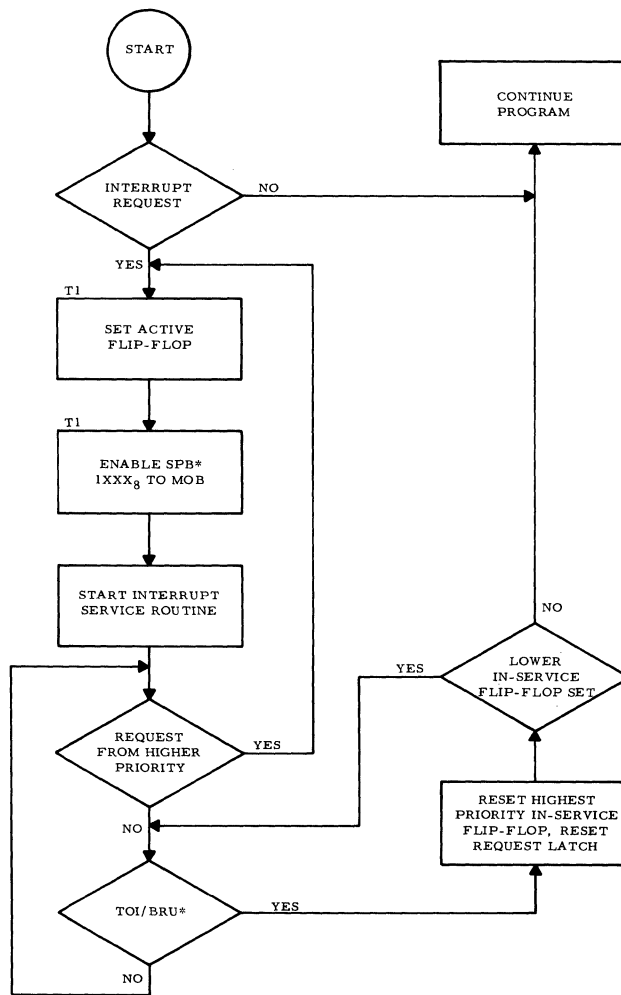 START
CONTINUE
PROGRAM
INTERRUPT
REQUEST
NO
YES
T1
SET ACTIVE
FLIP-FLOP
T1
ENABLE SPB*
1XXX₈ TO MOB
START INTERRUPT
SERVICE ROUTINE
NO
YES
LOWER
IN-SERVICE
FLIP-FLOP SET
REQUEST
FROM HIGHER
PRIORITY
YES
NO
RESET HIGHEST
PRIORITY IN-SERVICE
FLIP-FLOP, RESET
REQUEST LATCH
TOI/BRU*
YES
NO